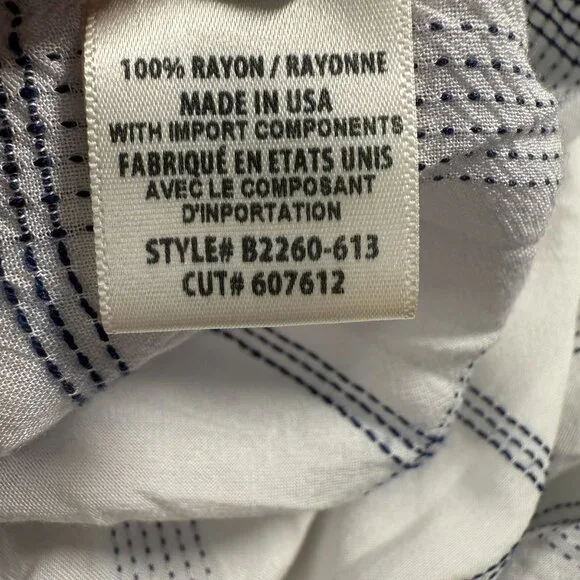 100% RAYON / RAYONNE
MADE IN USA
WITH IMPORT COMPONENTS
FABRIQUÉ EN ETATS UNIS
AVEC LE COMPOSANT
D'INPORTATION
STYLE# B2260-613
CUT# 607612